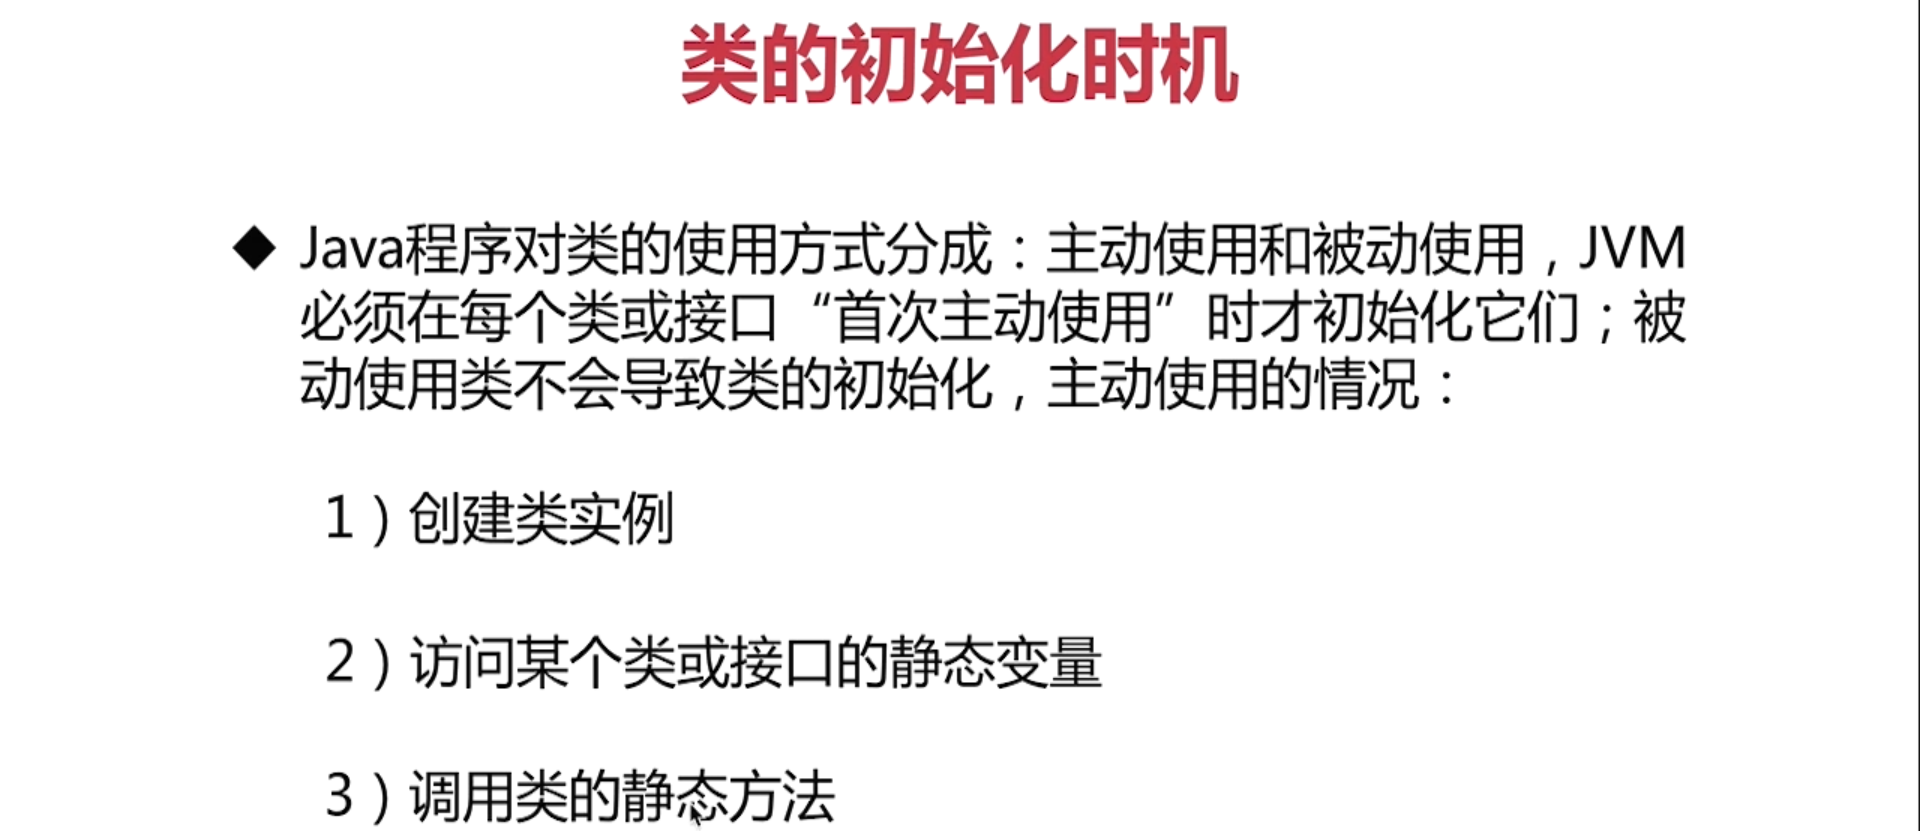 类的初始化时机
◆ Java程序对类的使用方式分成：主动使用和被动使用，JVM
必须在每个类或接口“首次主动使用”时才初始化它们；被
动使用类不会导致类的初始化，主动使用的情况：
1）创建类实例
2）访问某个类或接口的静态变量
3）调用类的静态方法